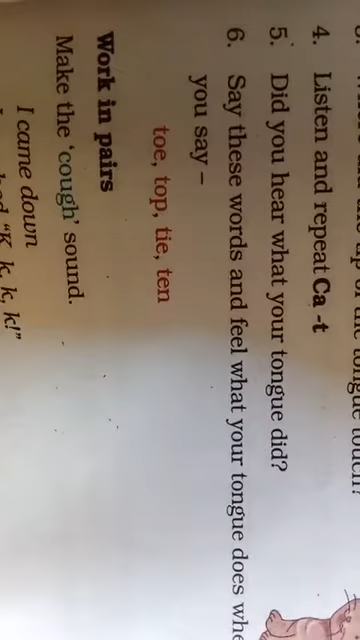 tongue touch?
4. Listen and repeat Ca -t
5. Did you hear what your tongue did?
6. Say these words and feel what your tongue does
you say –
toe, top, tie, ten
Work in pairs
Make the ‘cough’ sound.
I came down
“K, k, k, k!”